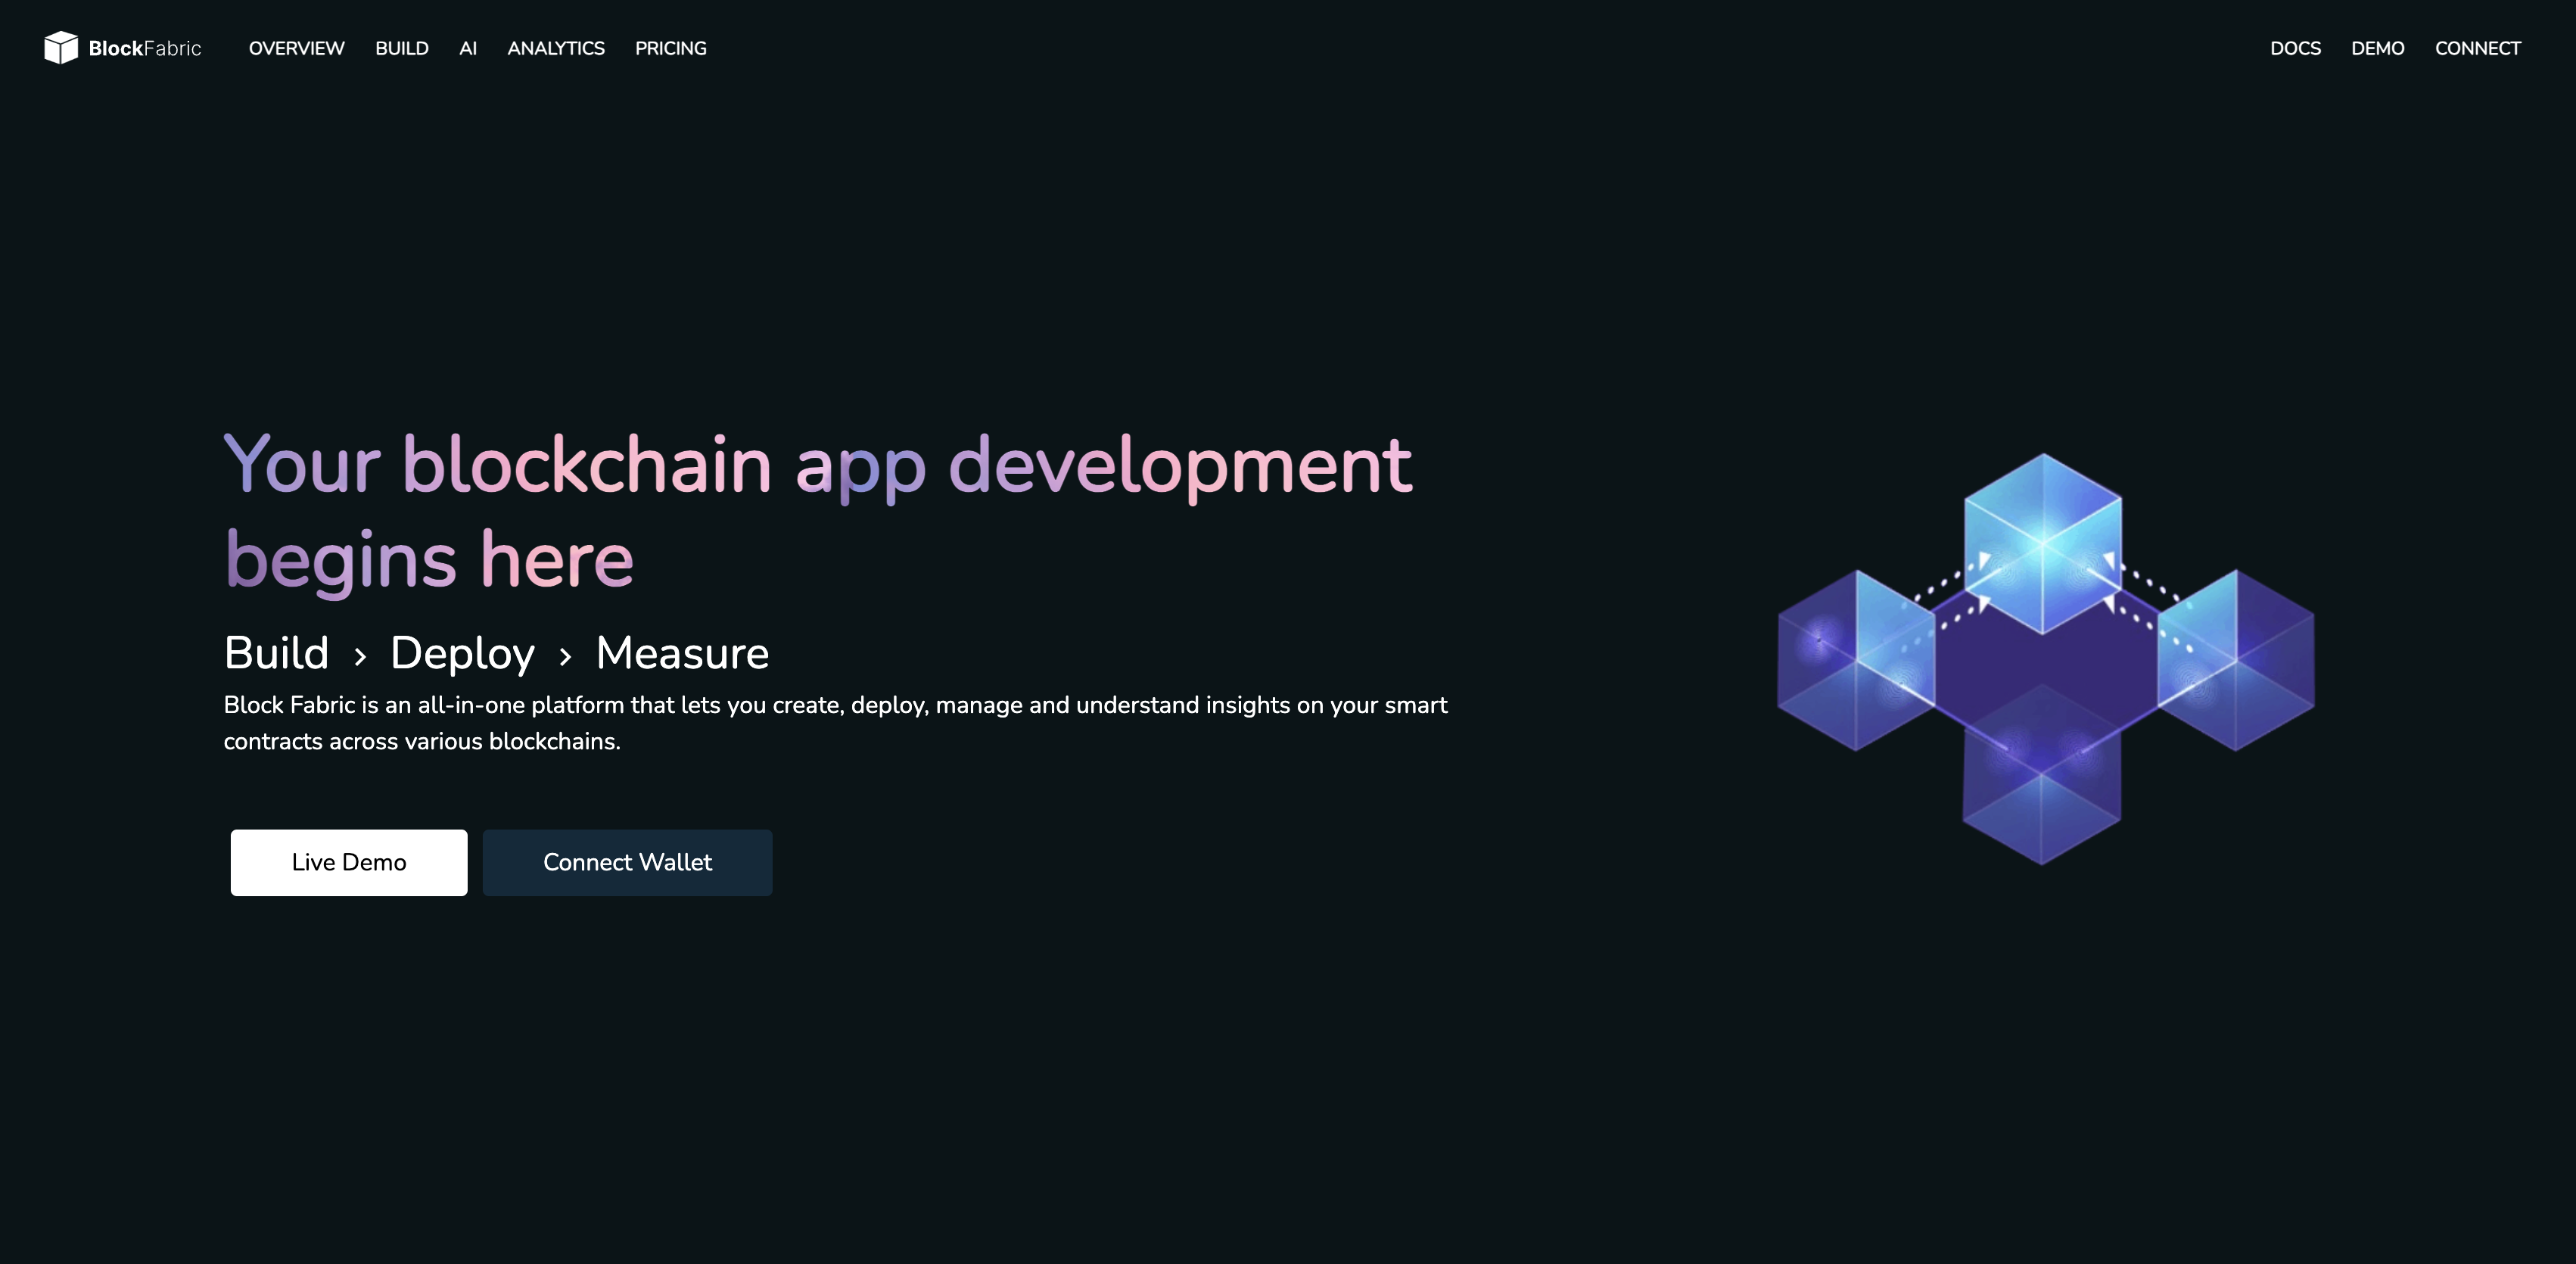 BlockFabric OVERVIEW BUILD AI ANALYTICS PRICING DOCS DEMO CONNECT
Your blockchain app development
begins here
Build › Deploy › Measure
Block Fabric is an all-in-one platform that lets you create, deploy, manage and understand insights on your smart
contracts across various blockchains.
Live Demo Connect Wallet